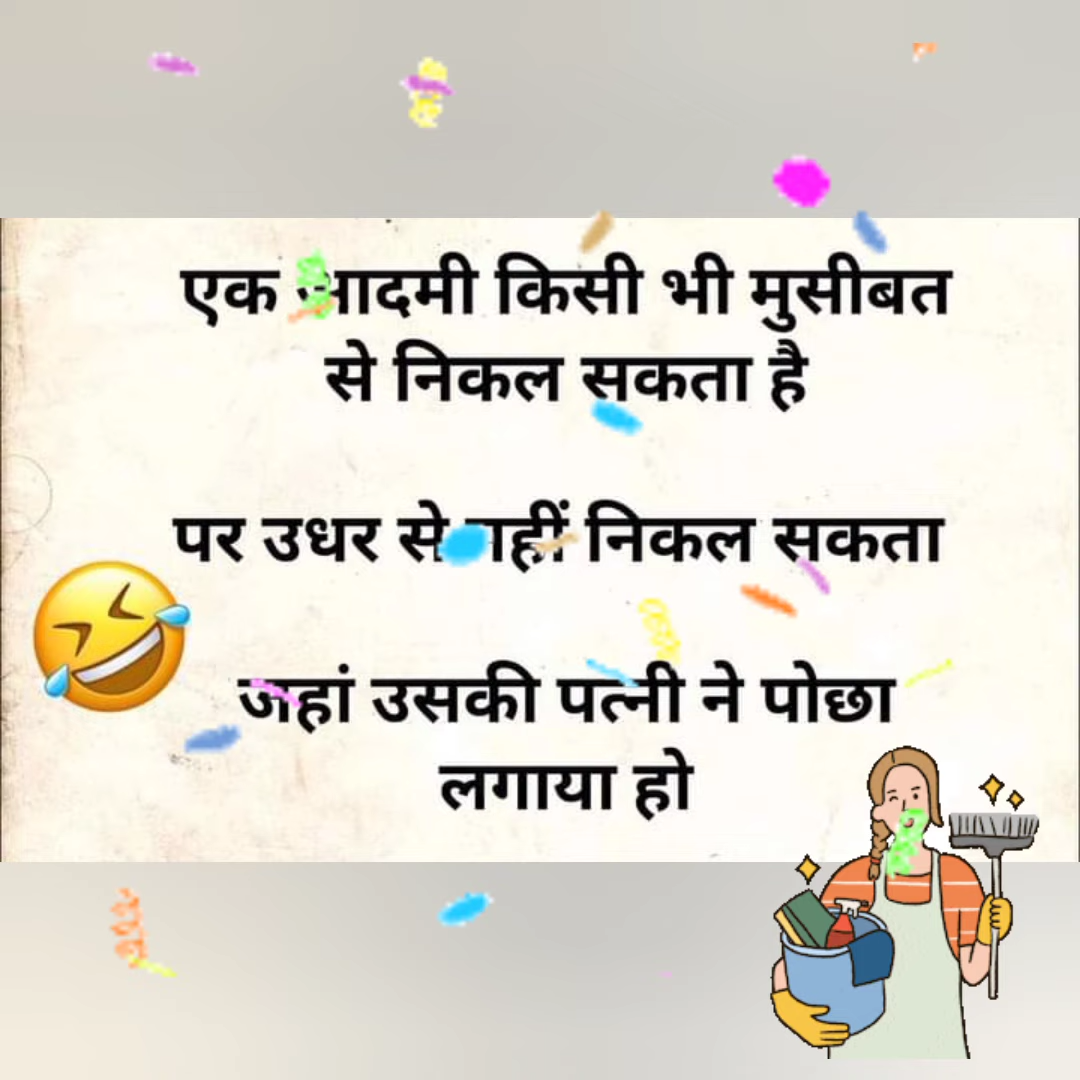 एक आदमी किसी भी मुसीबत
से निकल सकता है
पर उधर से नहीं निकल सकता
जहां उसकी पत्नी ने पोछा
लगाया हो